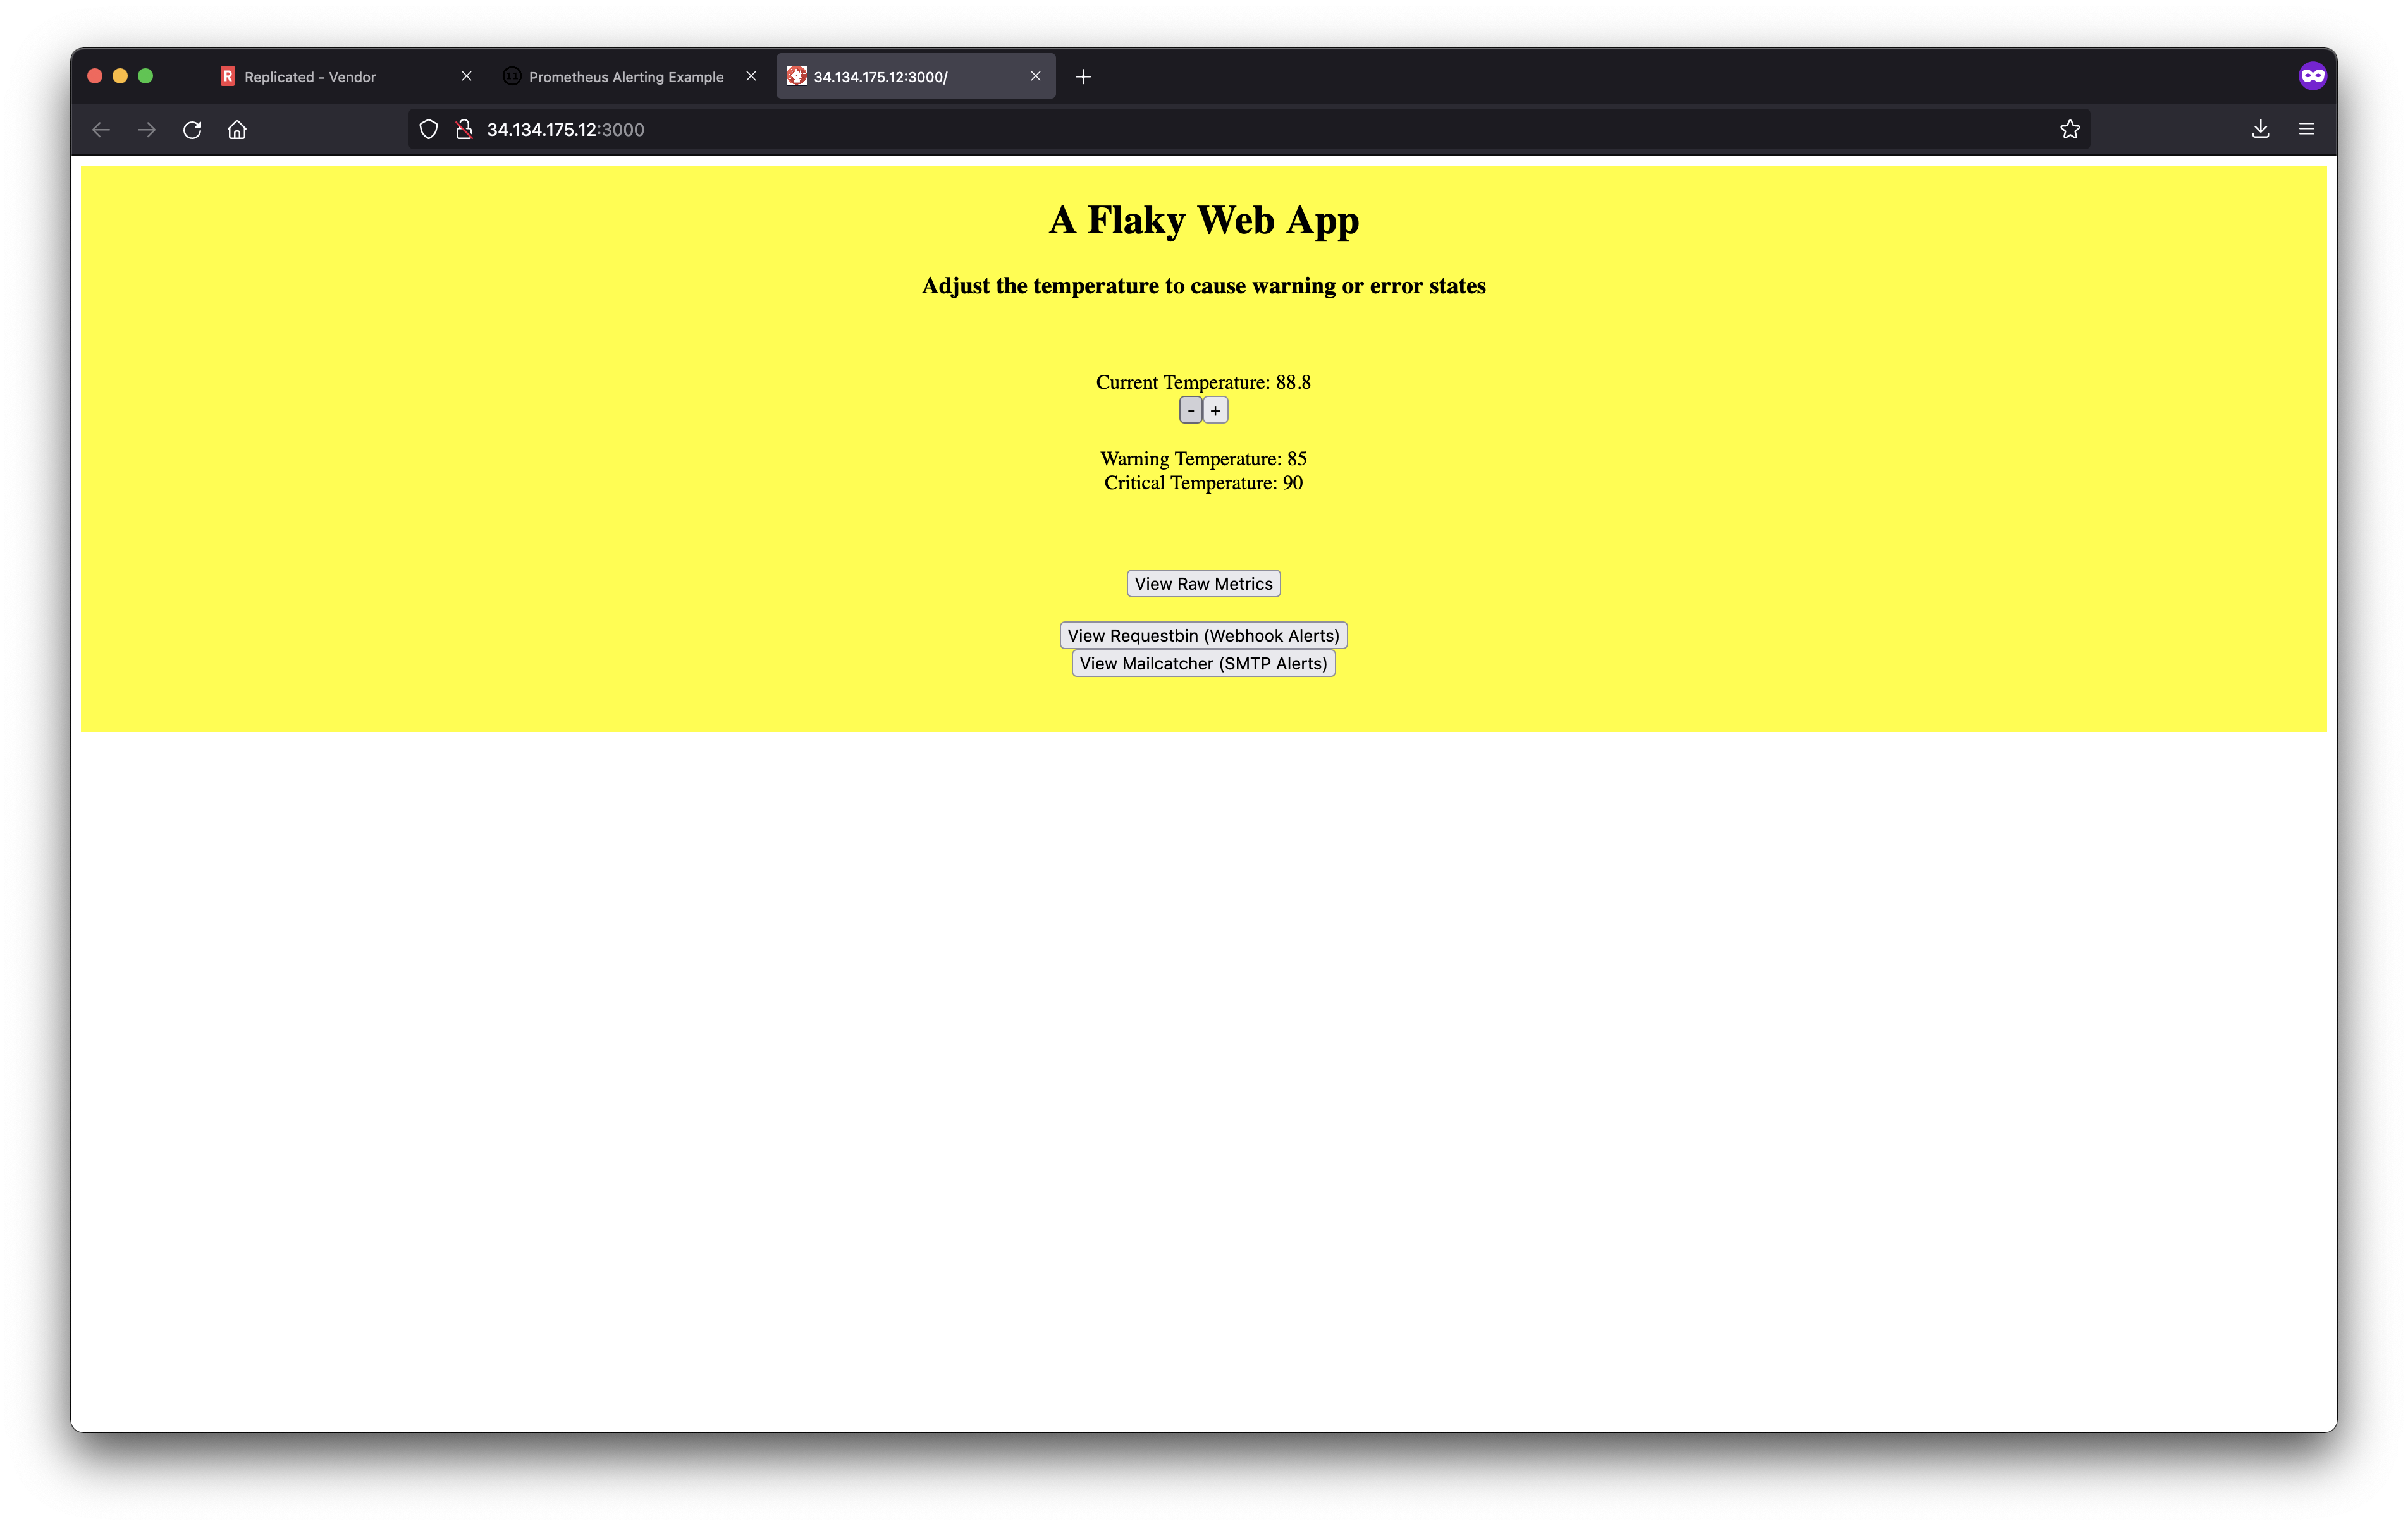 Replicated - Vendor
Prometheus Alerting Example
34.134.175.12:3000/
34.134.175.12:3000
A Flaky Web App
Adjust the temperature to cause warning or error states
Current Temperature: 88.8
- +
Warning Temperature: 85
Critical Temperature: 90
View Raw Metrics
View Requestbin (Webhook Alerts)
View Mailcatcher (SMTP Alerts)